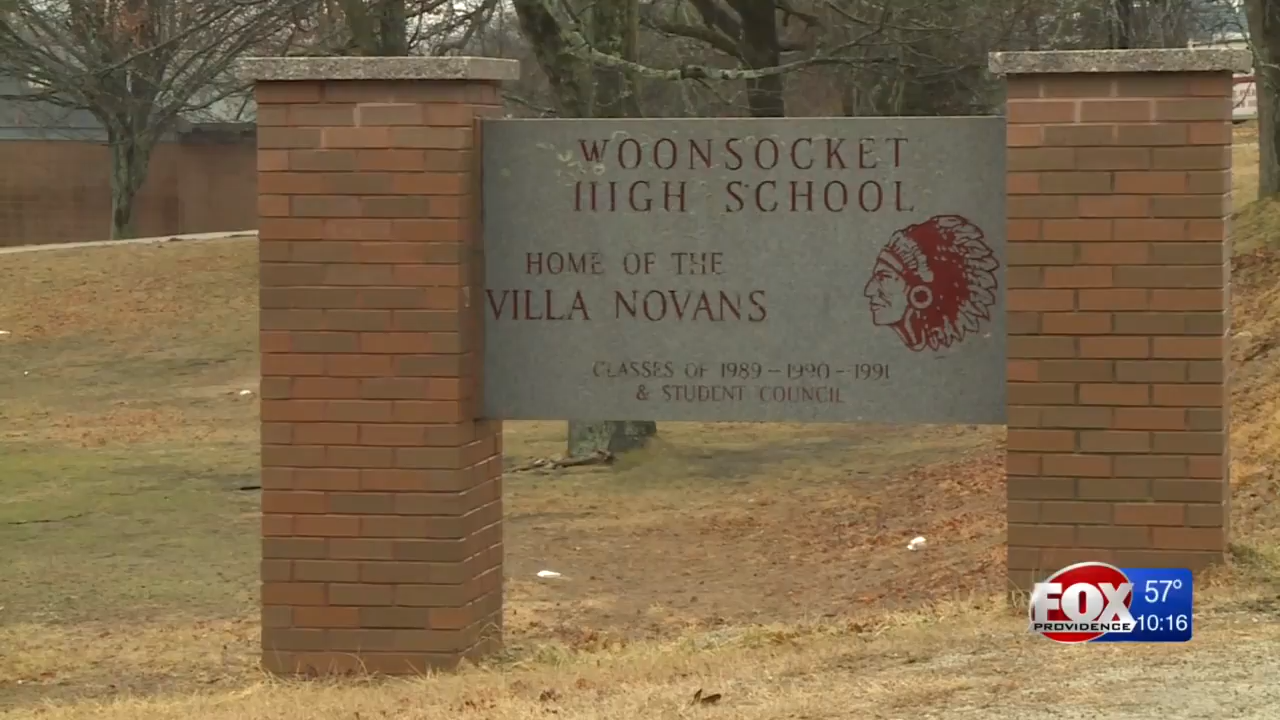 WOONSOCKET
HIGH SCHOOL
HOME OF THE
VILLA NOVANS
CLASSES OF 1989 - 1990 - 1991
& STUDENT COUNCIL
FOX 57°
PROVIDENCE 10:16